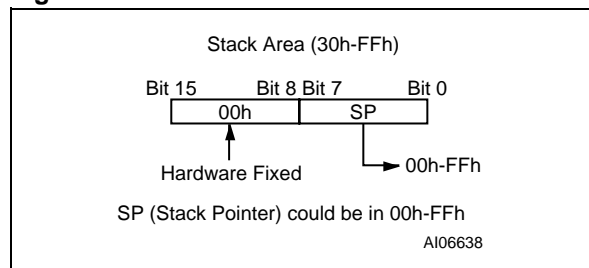 Stack Area (30h-FFh)
Bit 15 Bit 8 Bit 7 Bit 0
00h SP
Hardware Fixed 00h-FFh
SP (Stack Pointer) could be in 00h-FFh
AI06638